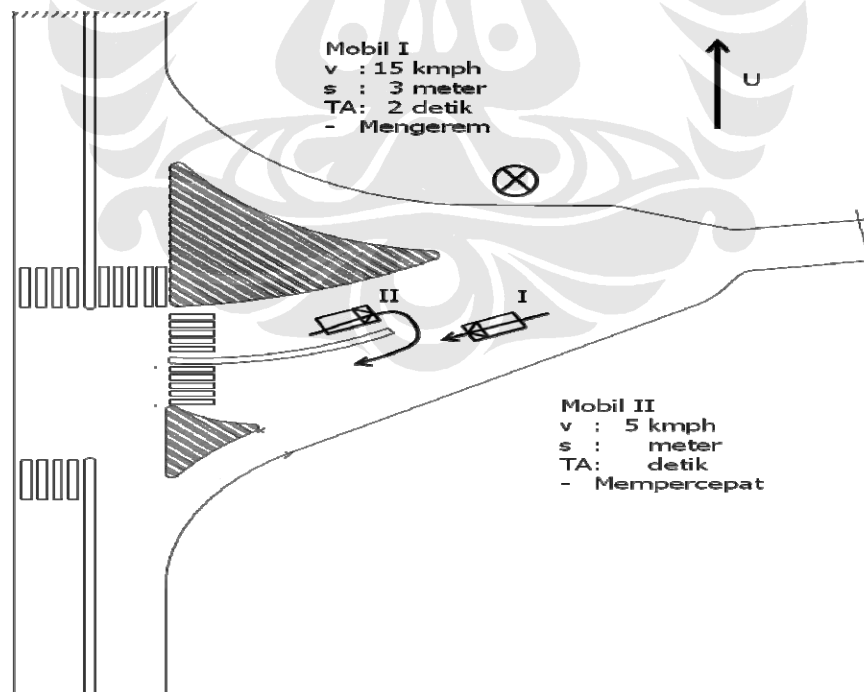 Mobil I
v : 15 kmph
s : 3 meter
TA: 2 detik
- Mengerem
U
II
I
Mobil II
v : 5 kmph
s : meter
TA: detik
- Mempercepat